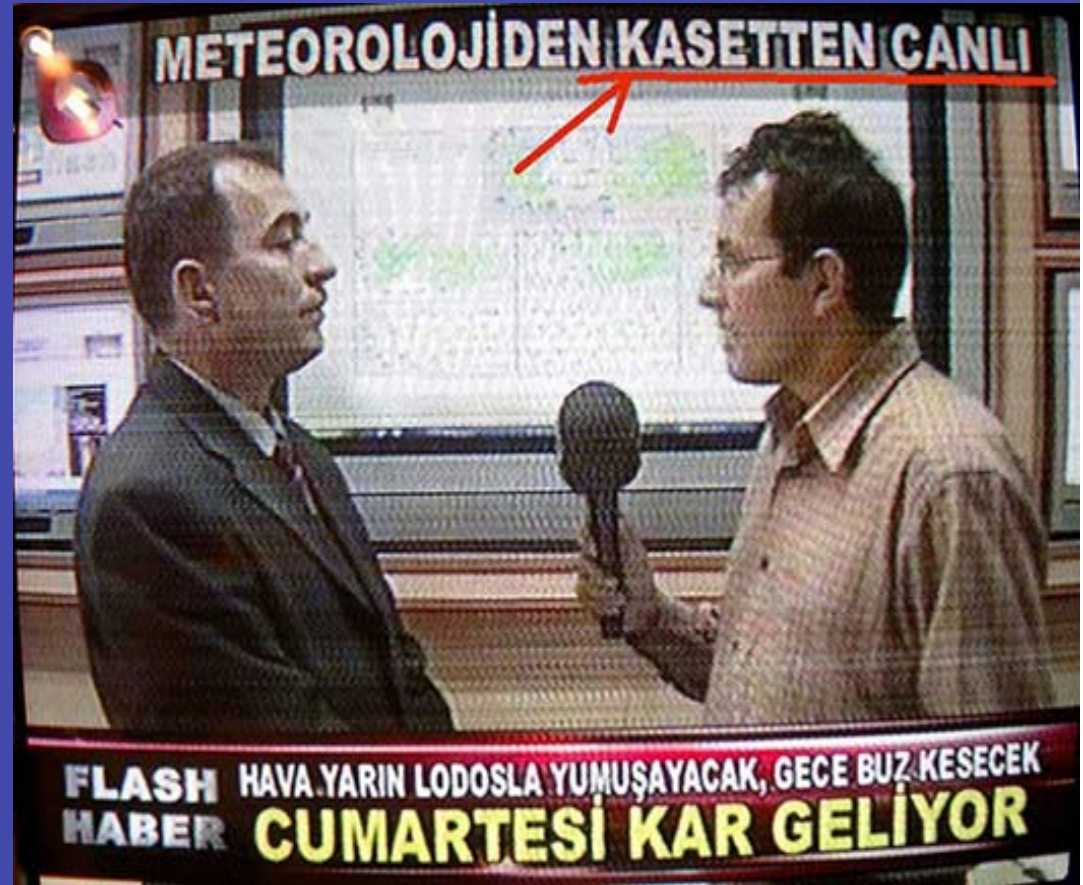 METEOROLOJİDEN KASETTEN CANLI
FLASH HABER
HAVA YARIN LODOSLA YUMUŞAYACAK, GECE BUZ KESECEK
CUMARTESİ KAR GELİYOR